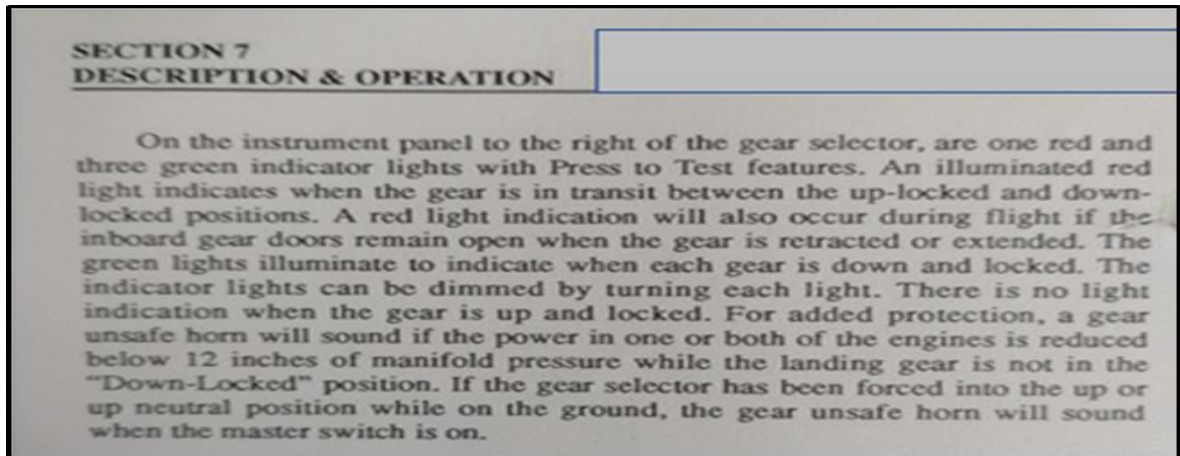 SECTION 7
DESCRIPTION & OPERATION
On the instrument panel to the right of the gear selector, are one red and
three green indicator lights with Press to Test features. An illuminated red
light indicates when the gear is in transit between the up-locked and down-
locked positions. A red light indication will also occur during flight if the
inboard gear doors remain open when the gear is retracted or extended. The
green lights illuminate to indicate when each gear is down and locked. The
indicator lights can be dimmed by turning each light. There is no light
indication when the gear is up and locked. For added protection, a gear
unsafe horn will sound if the power in one or both of the engines is reduced
below 12 inches of manifold pressure while the landing gear is not in the
"Down-Locked" position. If the gear selector has been forced into the up or
up neutral position while on the ground, the gear unsafe horn will sound
when the master switch is on.